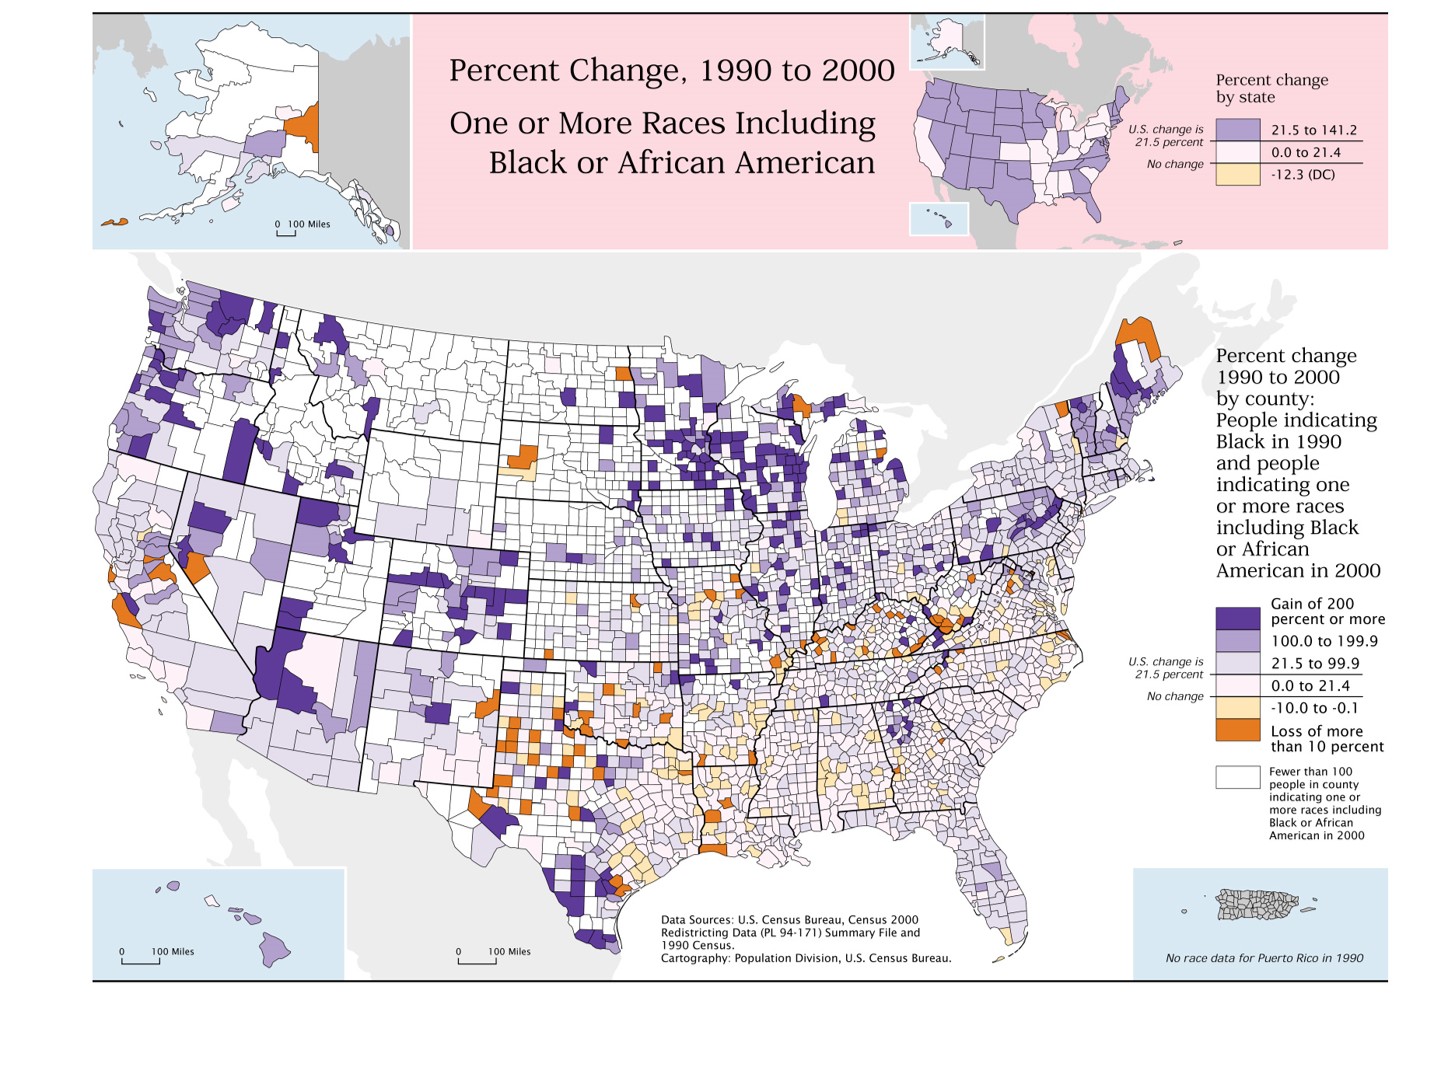 Percent Change, 1990 to 2000
One or More Races Including
Black or African American
0 100 Miles
Percent change
by state
U.S. change is
21.5 percent
No change
21.5 to 141.2
0.0 to 21.4
-12.3 (DC)
Percent change
1990 to 2000
by county:
People indicating
Black in 1990
and people
indicating one
or more races
including Black
or African
American in 2000
Gain of 200
percent or more
100.0 to 199.9
21.5 to 99.9
0.0 to 21.4
-10.0 to -0.1
Loss of more
than 10 percent
U.S. change is
21.5 percent
No change
Fewer than 100
people in county
indicating one or
more races including
Black or African
American in 2000
0 100 Miles
0 100 Miles
Data Sources: U.S. Census Bureau, Census 2000
Redistricting Data (PL 94-171) Summary File and
1990 Census.
Cartography: Population Division, U.S. Census Bureau.
No race data for Puerto Rico in 1990